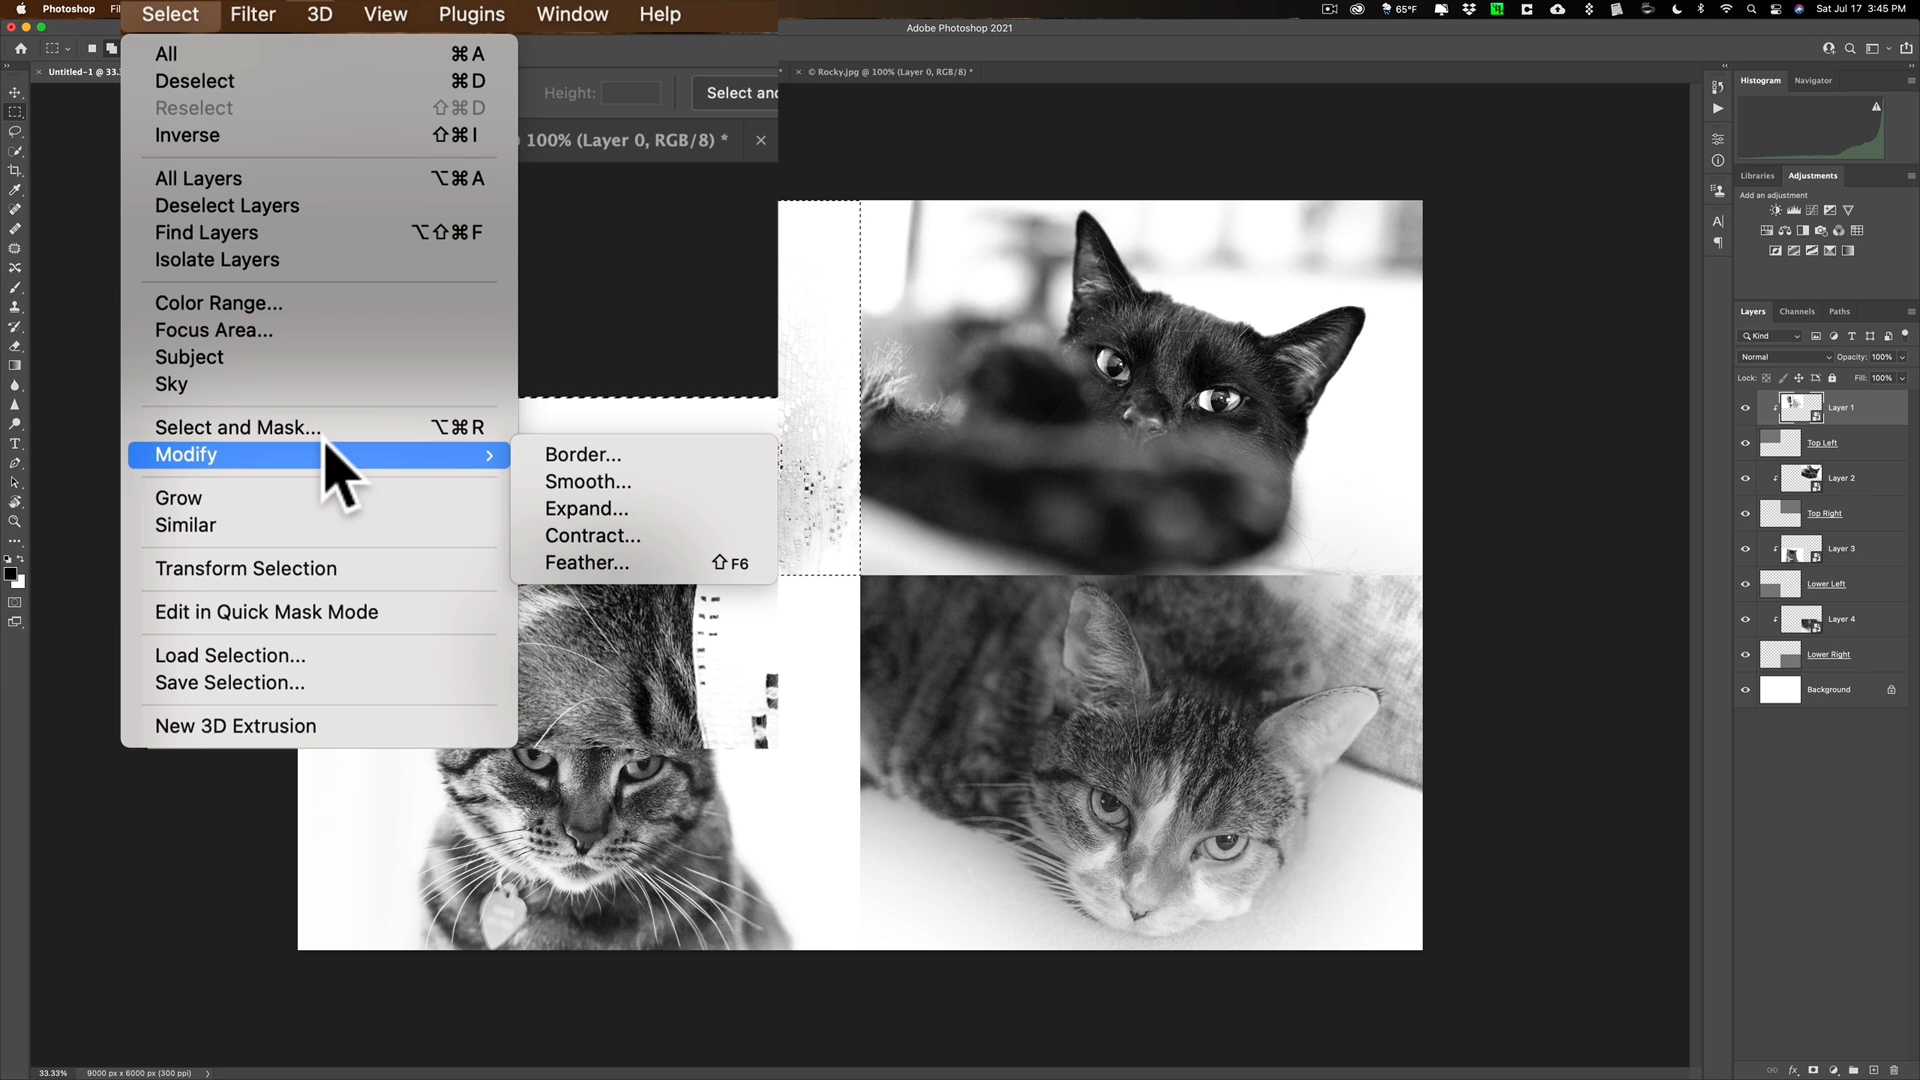 Photoshop
Fi
Select
Filter
3D
View
Plugins
Window
Help
65°F
Sat Jul 17 3:45 PM
Adobe Photoshop 2021
Untitled-1 @ 33.3
© Rocky.jpg @ 100% (Layer 0, RGB/8) *
Height:
Select and
100% (Layer 0, RGB/8) *
All ⌘A
Deselect ⌘D
Reselect ⇧⌘D
Inverse ⇧⌘I
All Layers ⌥⌘A
Deselect Layers
Find Layers ⌥⇧⌘F
Isolate Layers
Color Range...
Focus Area...
Subject
Sky
Select and Mask... ⌥⌘R
Modify
Grow
Similar
Transform Selection
Edit in Quick Mask Mode
Load Selection...
Save Selection...
New 3D Extrusion
Border...
Smooth...
Expand...
Contract...
Feather... ⇧F6
Histogram
Navigator
Libraries
Adjustments
Add an adjustment
Layers
Channels
Paths
Kind
Normal
Opacity: 100%
Lock:
Fill: 100%
Layer 1
Top Left
Layer 2
Top Right
Layer 3
Lower Left
Layer 4
Lower Right
Background
33.33%
9000 px x 6000 px (300 ppi)